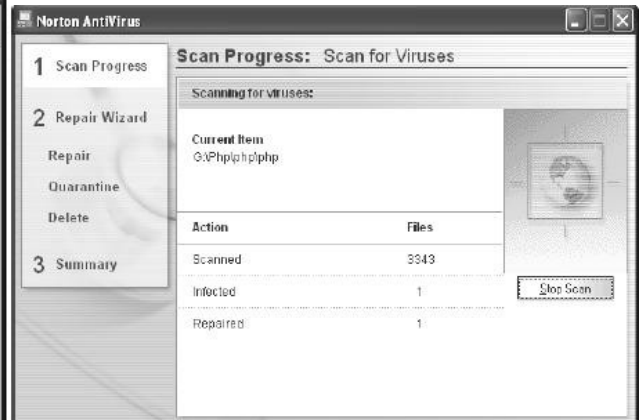 Norton AntiVirus
1 Scan Progress
2 Repair Wizard
Repair
Quarantine
Delete
3 Summary
Scan Progress: Scan for Viruses
Scanning for viruses:
Current Item
G:\Php\php\php
Action Files
Scanned 3343
Infected 1
Repaired 1
Stop Scan